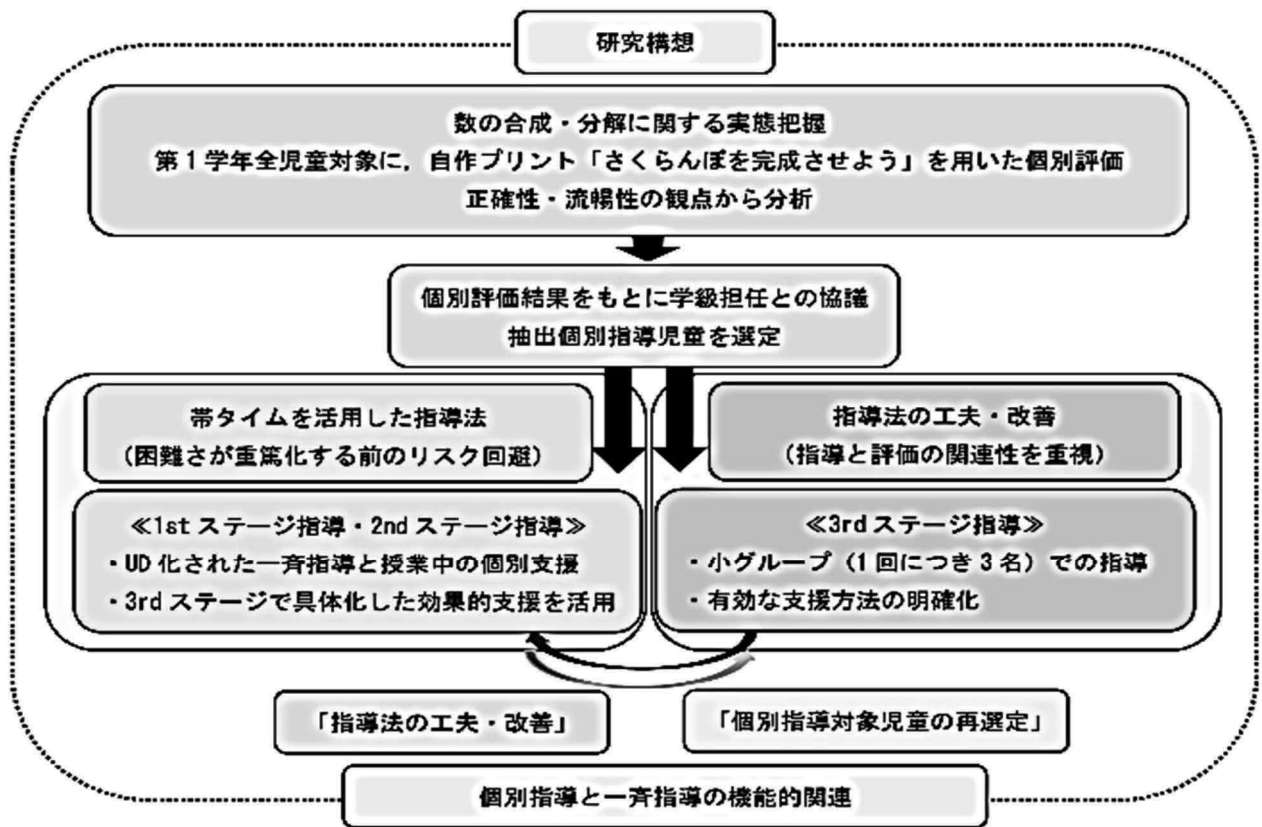 研究構想
数の合成・分解に関する実態把握
第1学年全児童対象に，自作プリント「さくらんぼを完成させよう」を用いた個別評価
正確性・流暢性の観点から分析
個別評価結果をもとに学級担任との協議
抽出個別指導児童を選定
帯タイムを活用した指導法
（困難さが重篤化する前のリスク回避）
≪1st ステージ指導・2nd ステージ指導≫
・UD 化された一斉指導と授業中の個別支援
・3rd ステージで具体化した効果的支援を活用
指導法の工夫・改善
（指導と評価の関連性を重視）
≪3rd ステージ指導≫
・小グループ（1 回につき 3 名）での指導
・有効な支援方法の明確化
「指導法の工夫・改善」
「個別指導対象児童の再選定」
個別指導と一斉指導の機能的関連